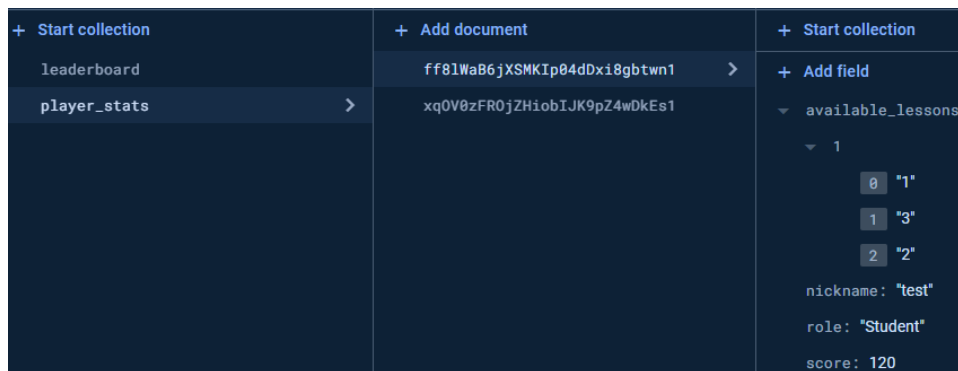 + Start collection
leaderboard
player_stats
+ Add document
ff8lWaB6jXSMKIp04dDxi8gbtwn1
xqOV0zFROjZHiobIJK9pZ4wDkEs1
+ Start collection
+ Add field
available_lessons
1
0 "1"
1 "3"
2 "2"
nickname: "test"
role: "Student"
score: 120